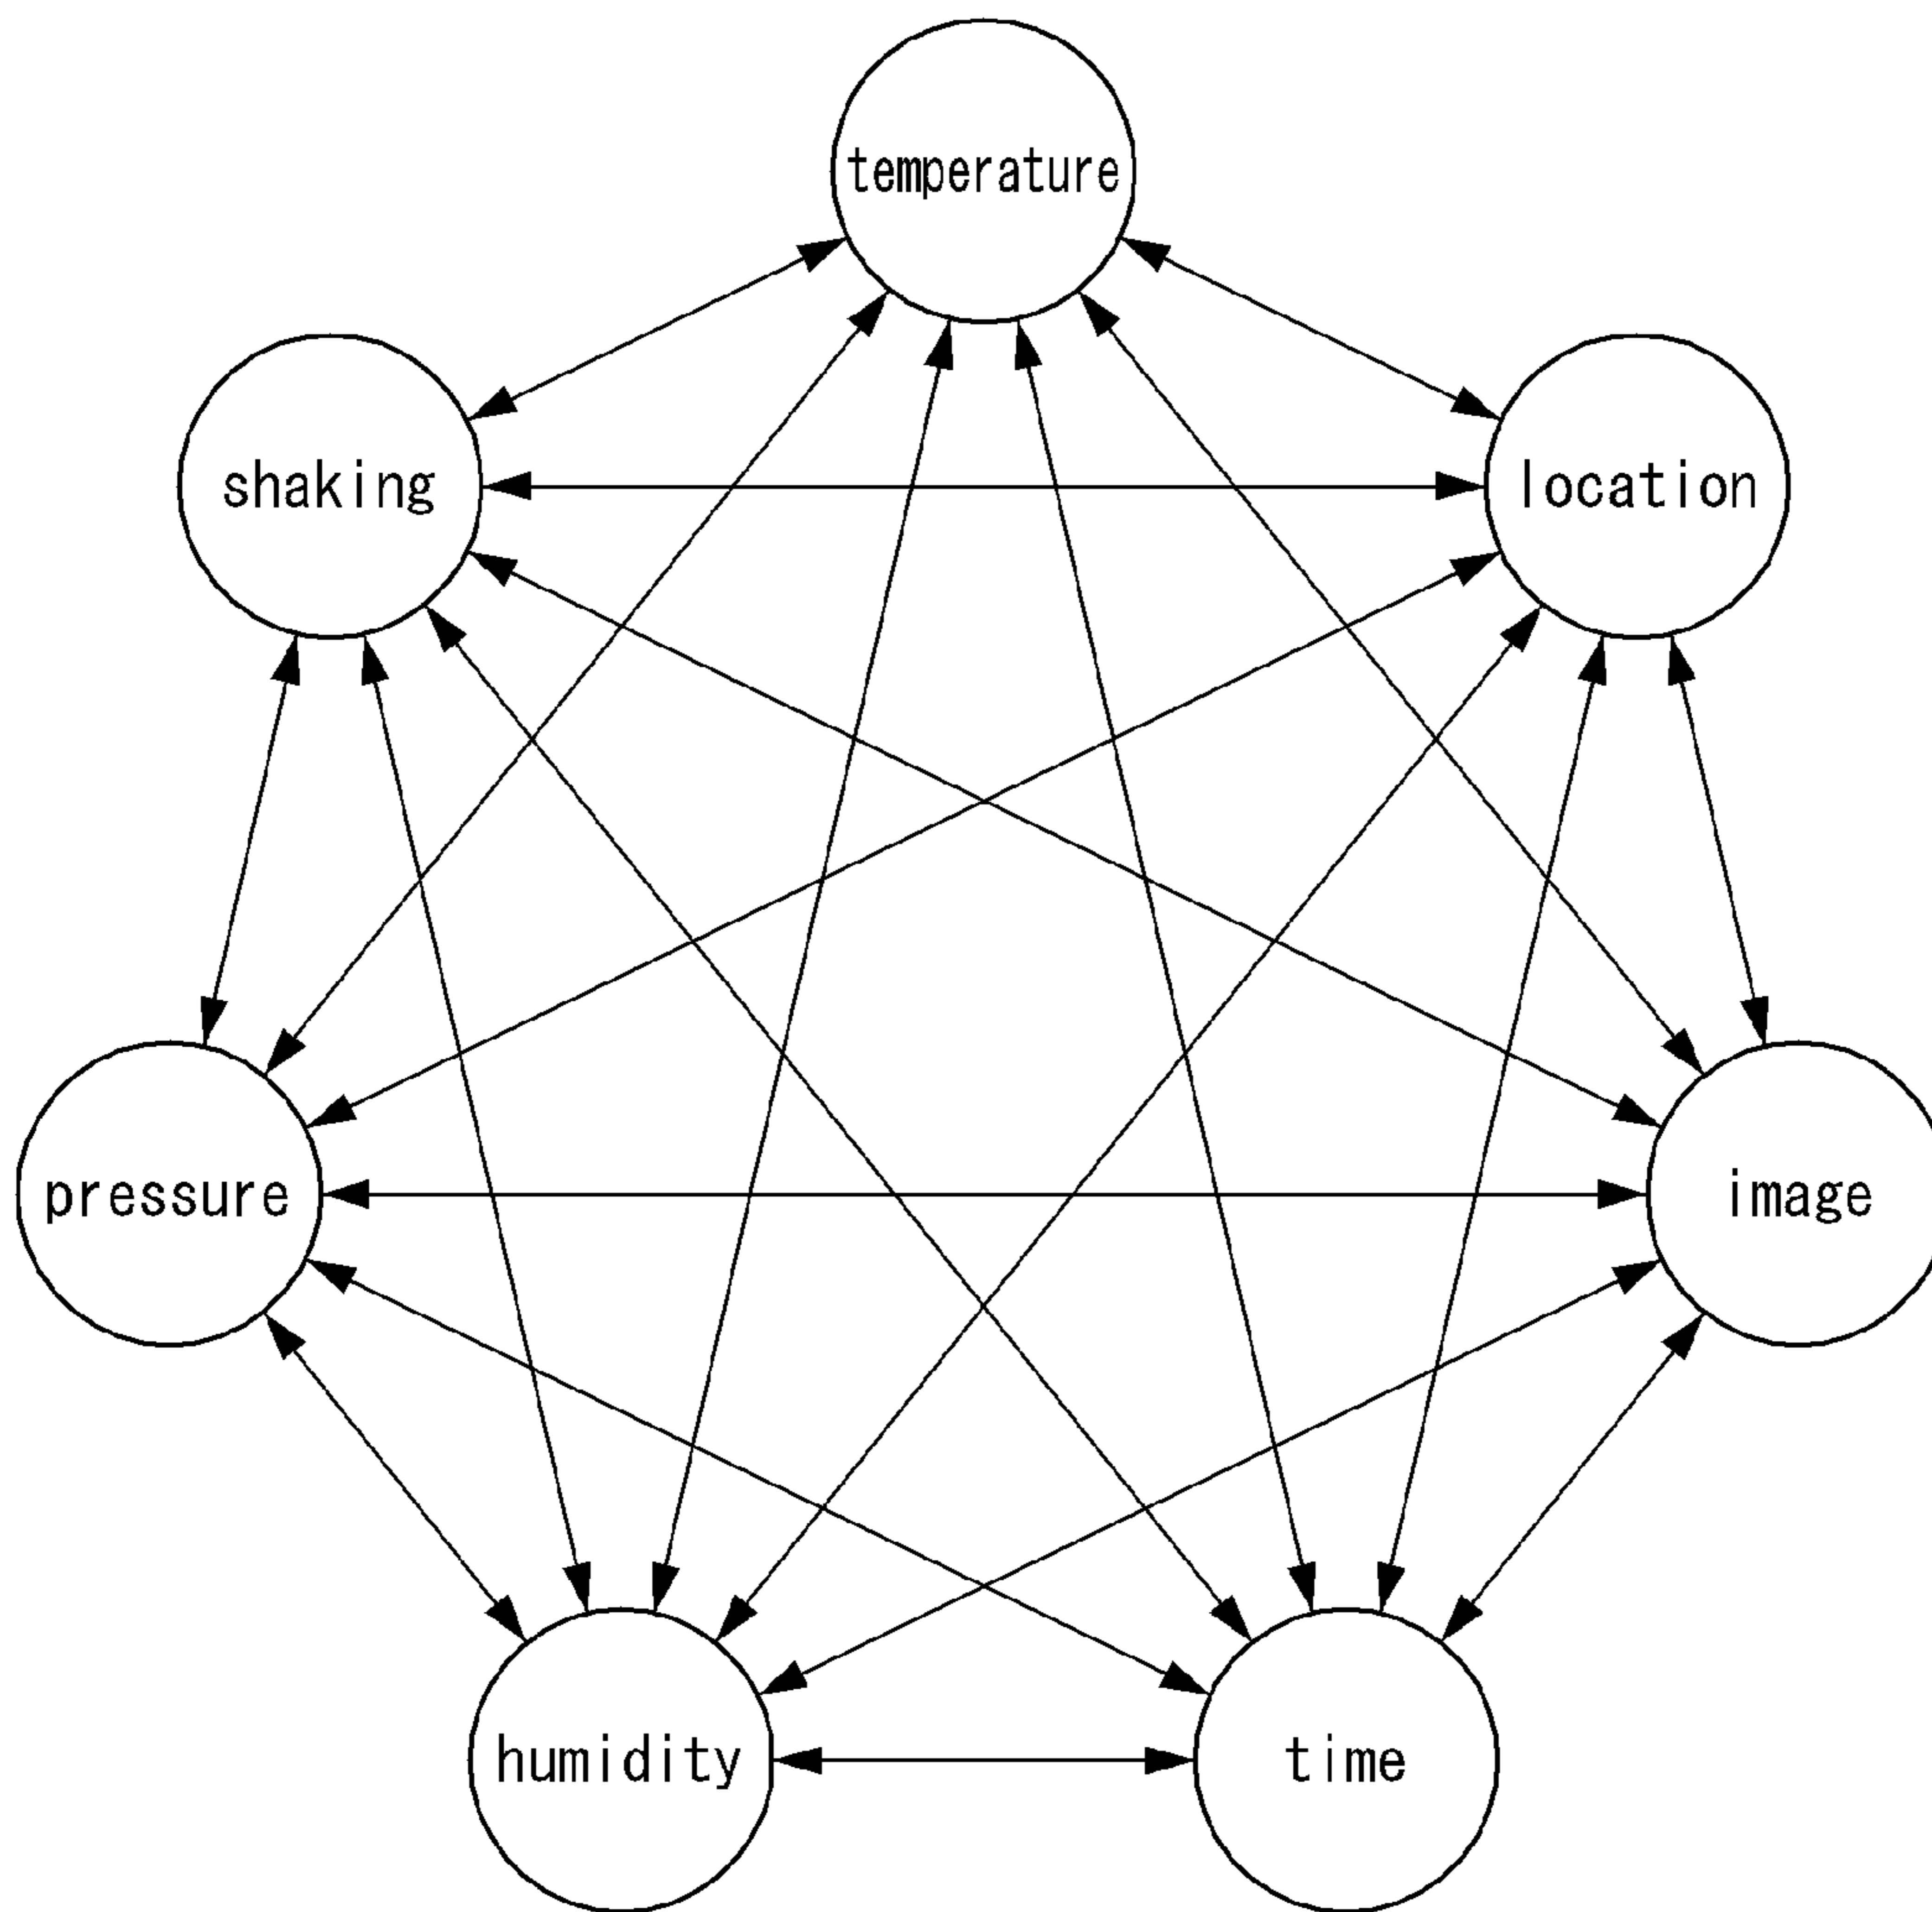 temperature
shaking
location
pressure
image
humidity
time